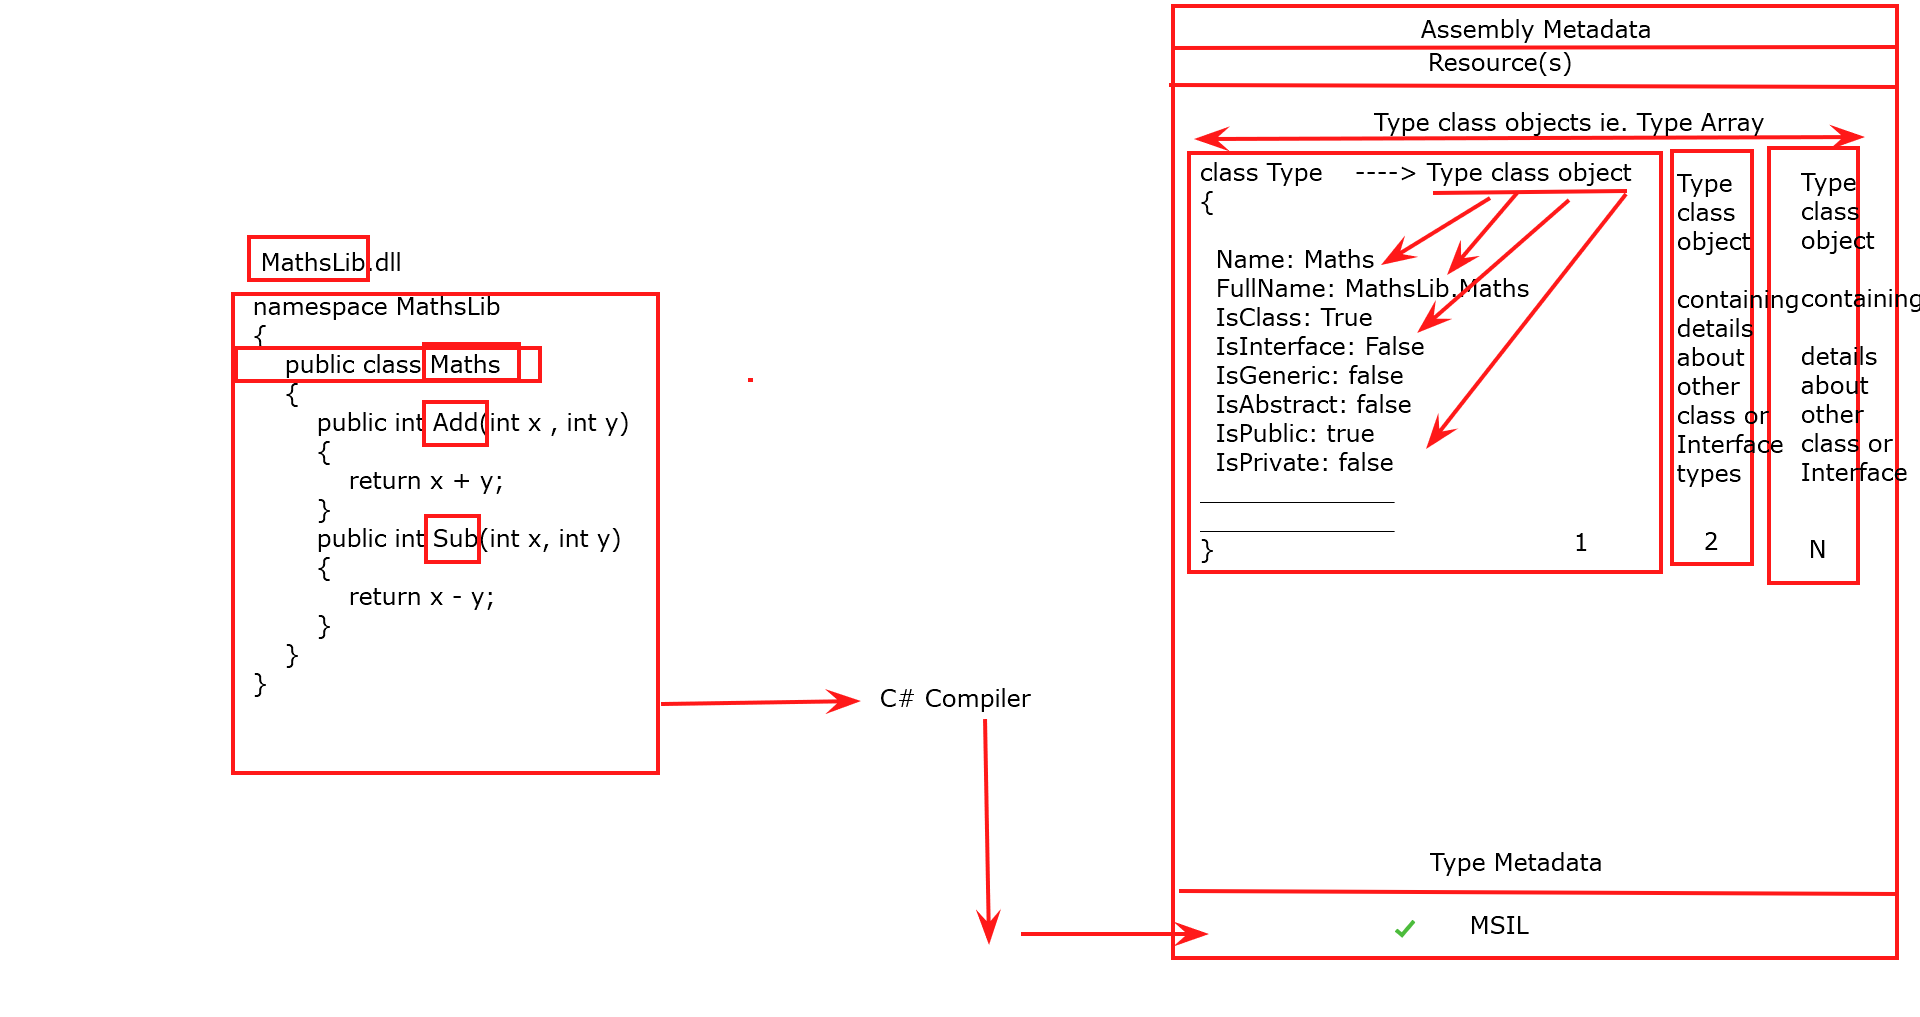 MathsLib.dll
namespace MathsLib
{
public class Maths
{
public int Add(int x , int y)
{
return x + y;
}
public int Sub(int x, int y)
{
return x - y;
}
}
}
C# Compiler
Assembly Metadata
Resource(s)
Type class objects ie. Type Array
class Type ----> Type class object
{
Name: Maths
FullName: MathsLib.Maths
IsClass: True
IsInterface: False
IsGeneric: false
IsAbstract: false
IsPublic: true
IsPrivate: false
_______________
_______________
}
1
Type
class
object
containing
details
about
other
class or
Interface
types
2
Type
class
object
containing
details
about
other
class or
Interface
N
Type Metadata
MSIL